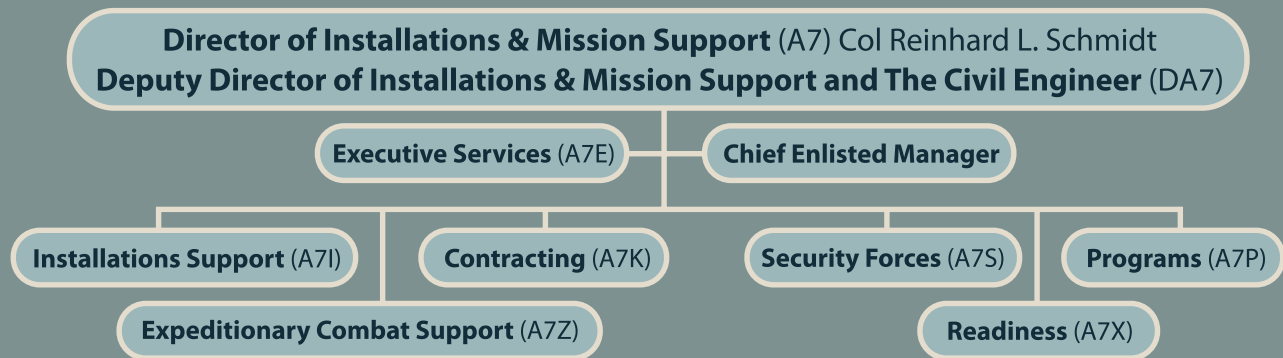 Director of Installations & Mission Support (A7) Col Reinhard L. Schmidt
Deputy Director of Installations & Mission Support and The Civil Engineer (DA7)
Executive Services (A7E)
Chief Enlisted Manager
Installations Support (A7I)
Contracting (A7K)
Security Forces (A7S)
Programs (A7P)
Expeditionary Combat Support (A7Z)
Readiness (A7X)